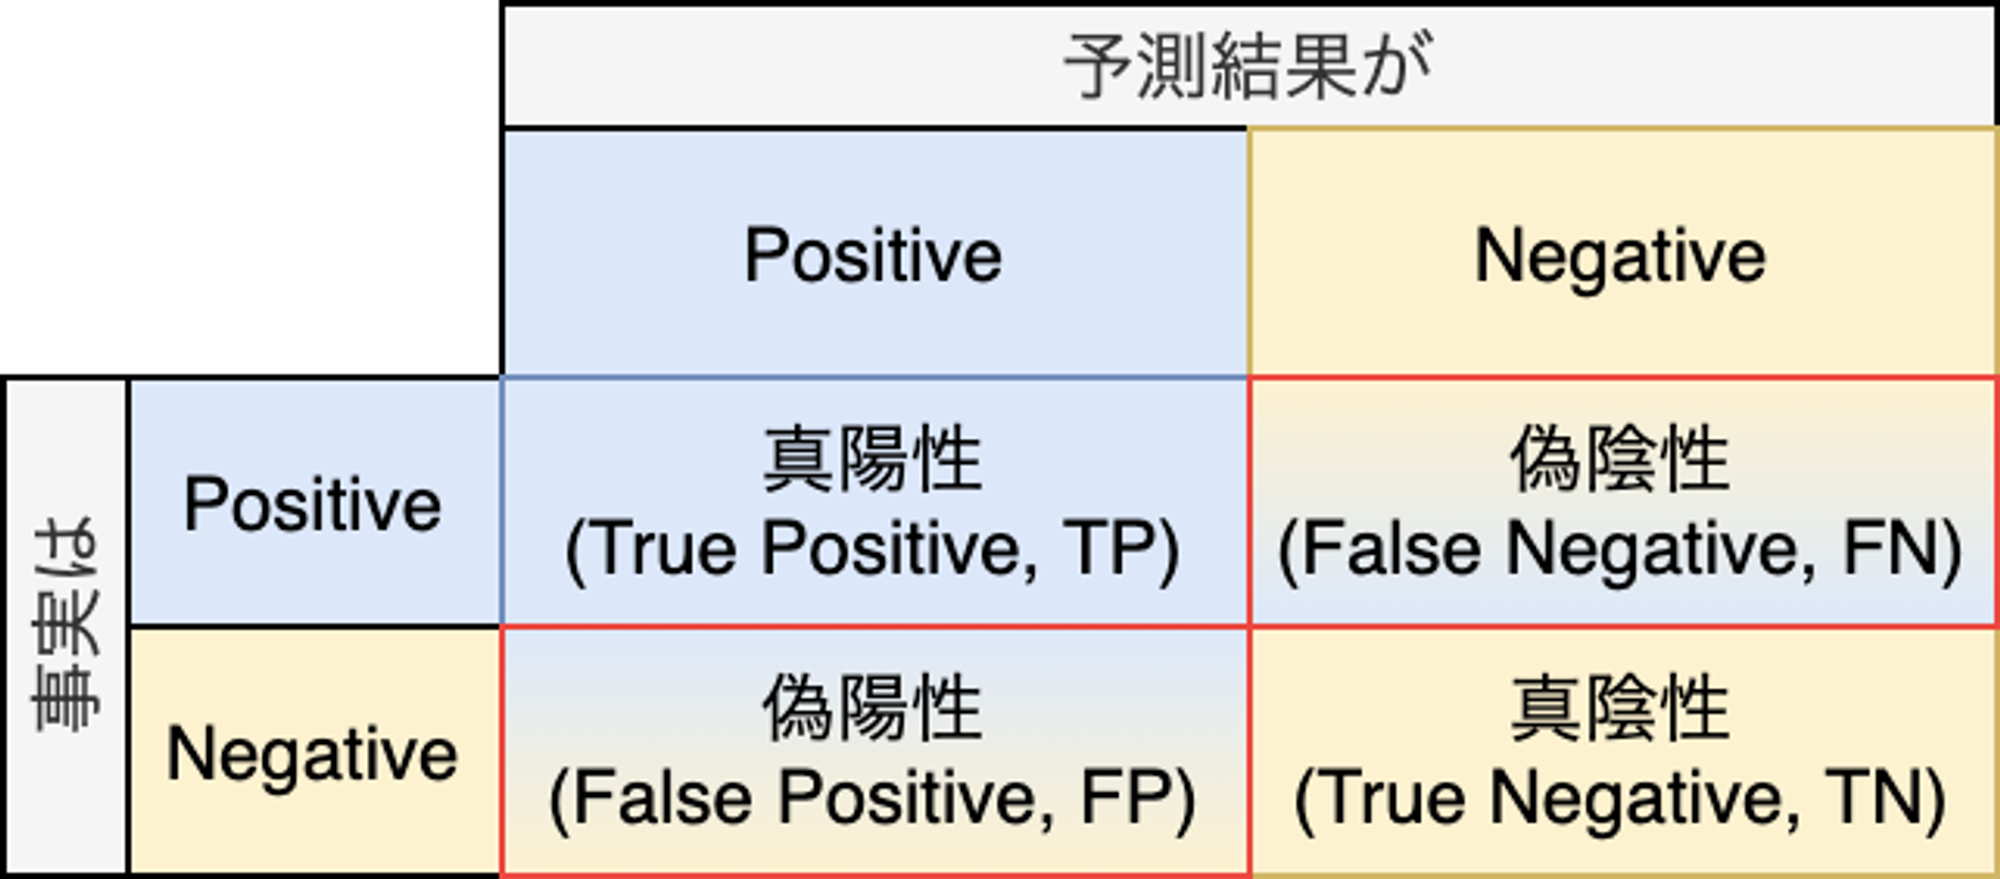 予測結果が
Positive
Negative
事実は
Positive
真陽性
(True Positive, TP)
偽陰性
(False Negative, FN)
Negative
偽陽性
(False Positive, FP)
真陰性
(True Negative, TN)